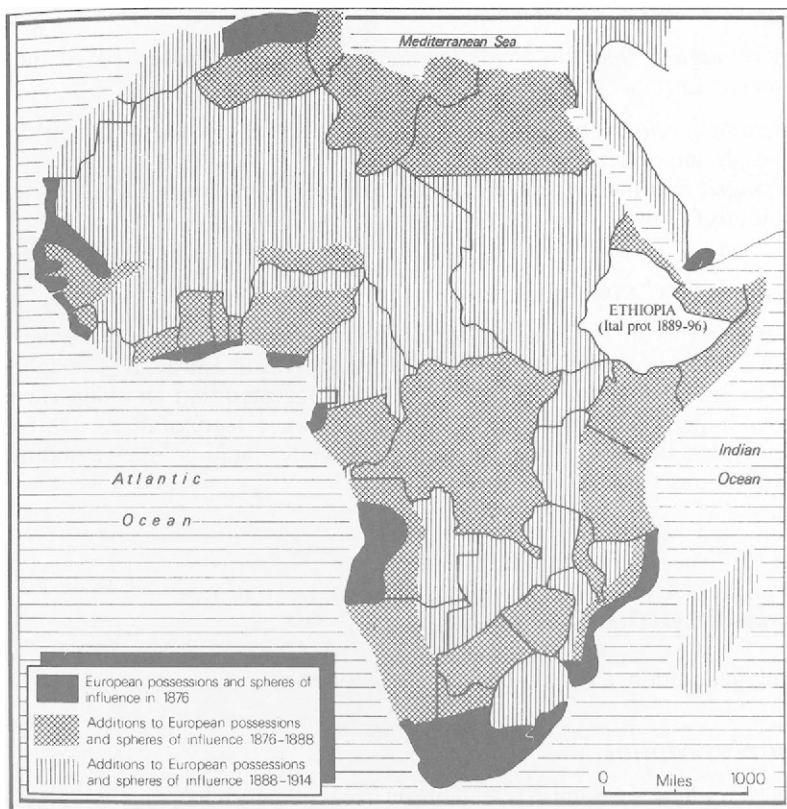 Mediterranean Sea
ETHIOPIA
(Ital prot 1889-96)
Indian
Ocean
Atlantic
Ocean
European possessions and spheres of
influence in 1876
Additions to European possessions
and spheres of influence 1876-1888
Additions to European possessions
and spheres of influence 1888-1914
0 Miles 1000